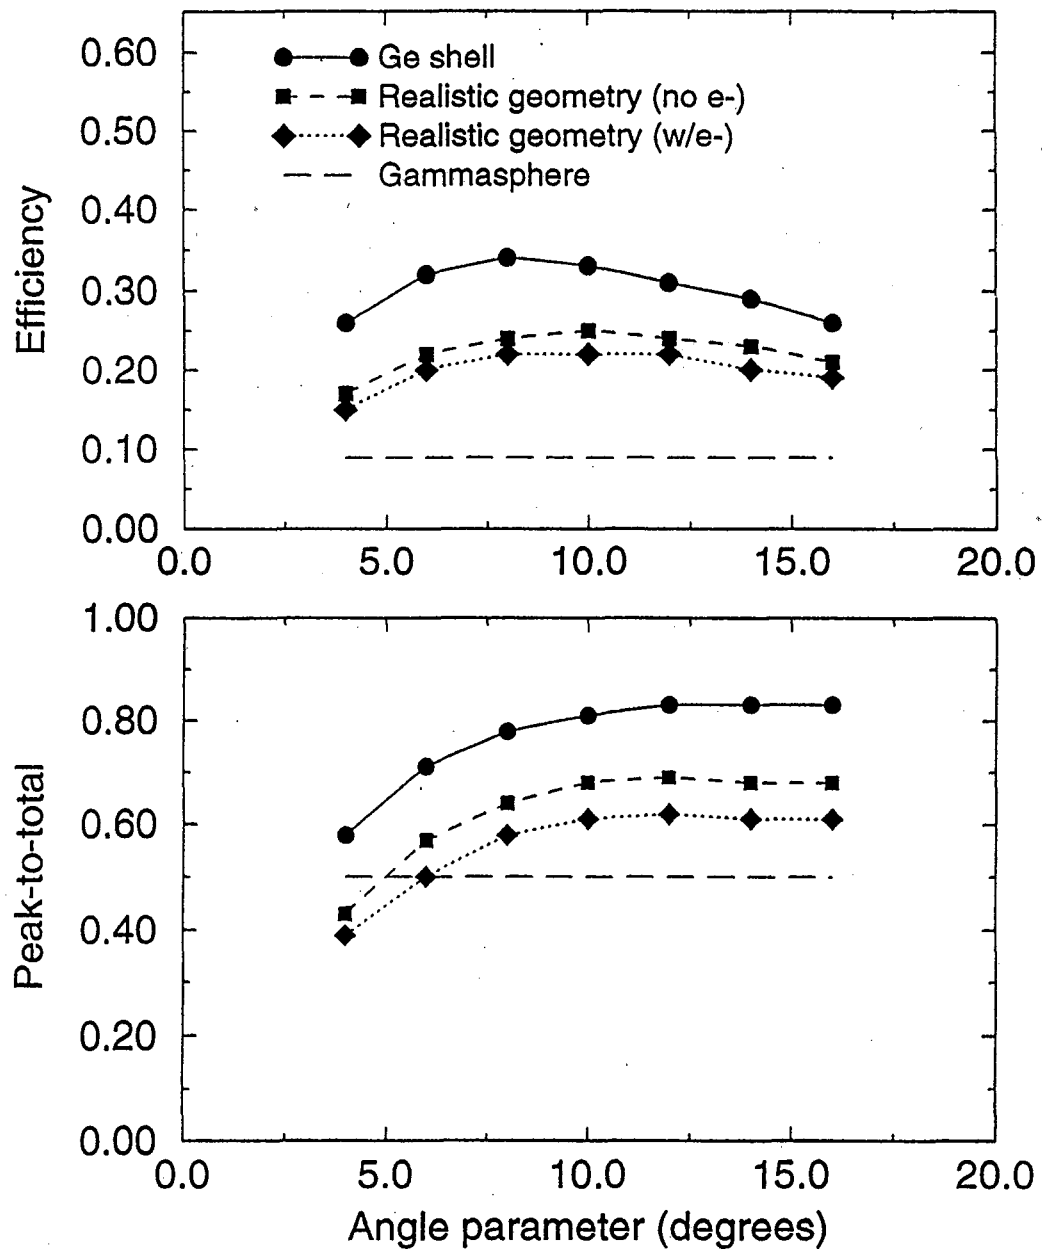 Efficiency
0.60
0.50
0.40
0.30
0.20
0.10
0.00
Ge shell
Realistic geometry (no e-)
Realistic geometry (w/e-)
Gammasphere
0.0 5.0 10.0 15.0 20.0
Peak-to-total
1.00
0.80
0.60
0.40
0.20
0.00
0.0 5.0 10.0 15.0 20.0
Angle parameter (degrees)